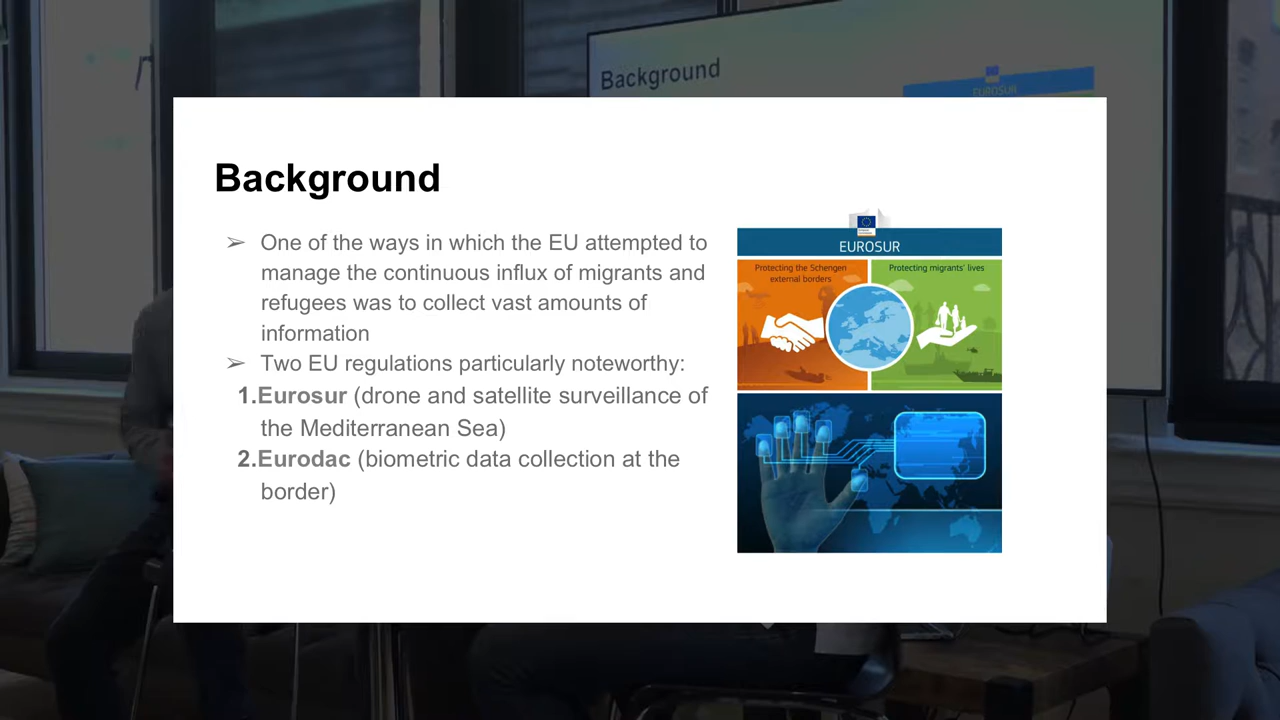 Background
EUROSUR
Background
➢ One of the ways in which the EU attempted to
manage the continuous influx of migrants and
refugees was to collect vast amounts of
information
➢ Two EU regulations particularly noteworthy:
1.Eurosur (drone and satellite surveillance of
the Mediterranean Sea)
2.Eurodac (biometric data collection at the
border)
EUROSUR
Protecting the Schengen
external borders
Protecting migrants' lives